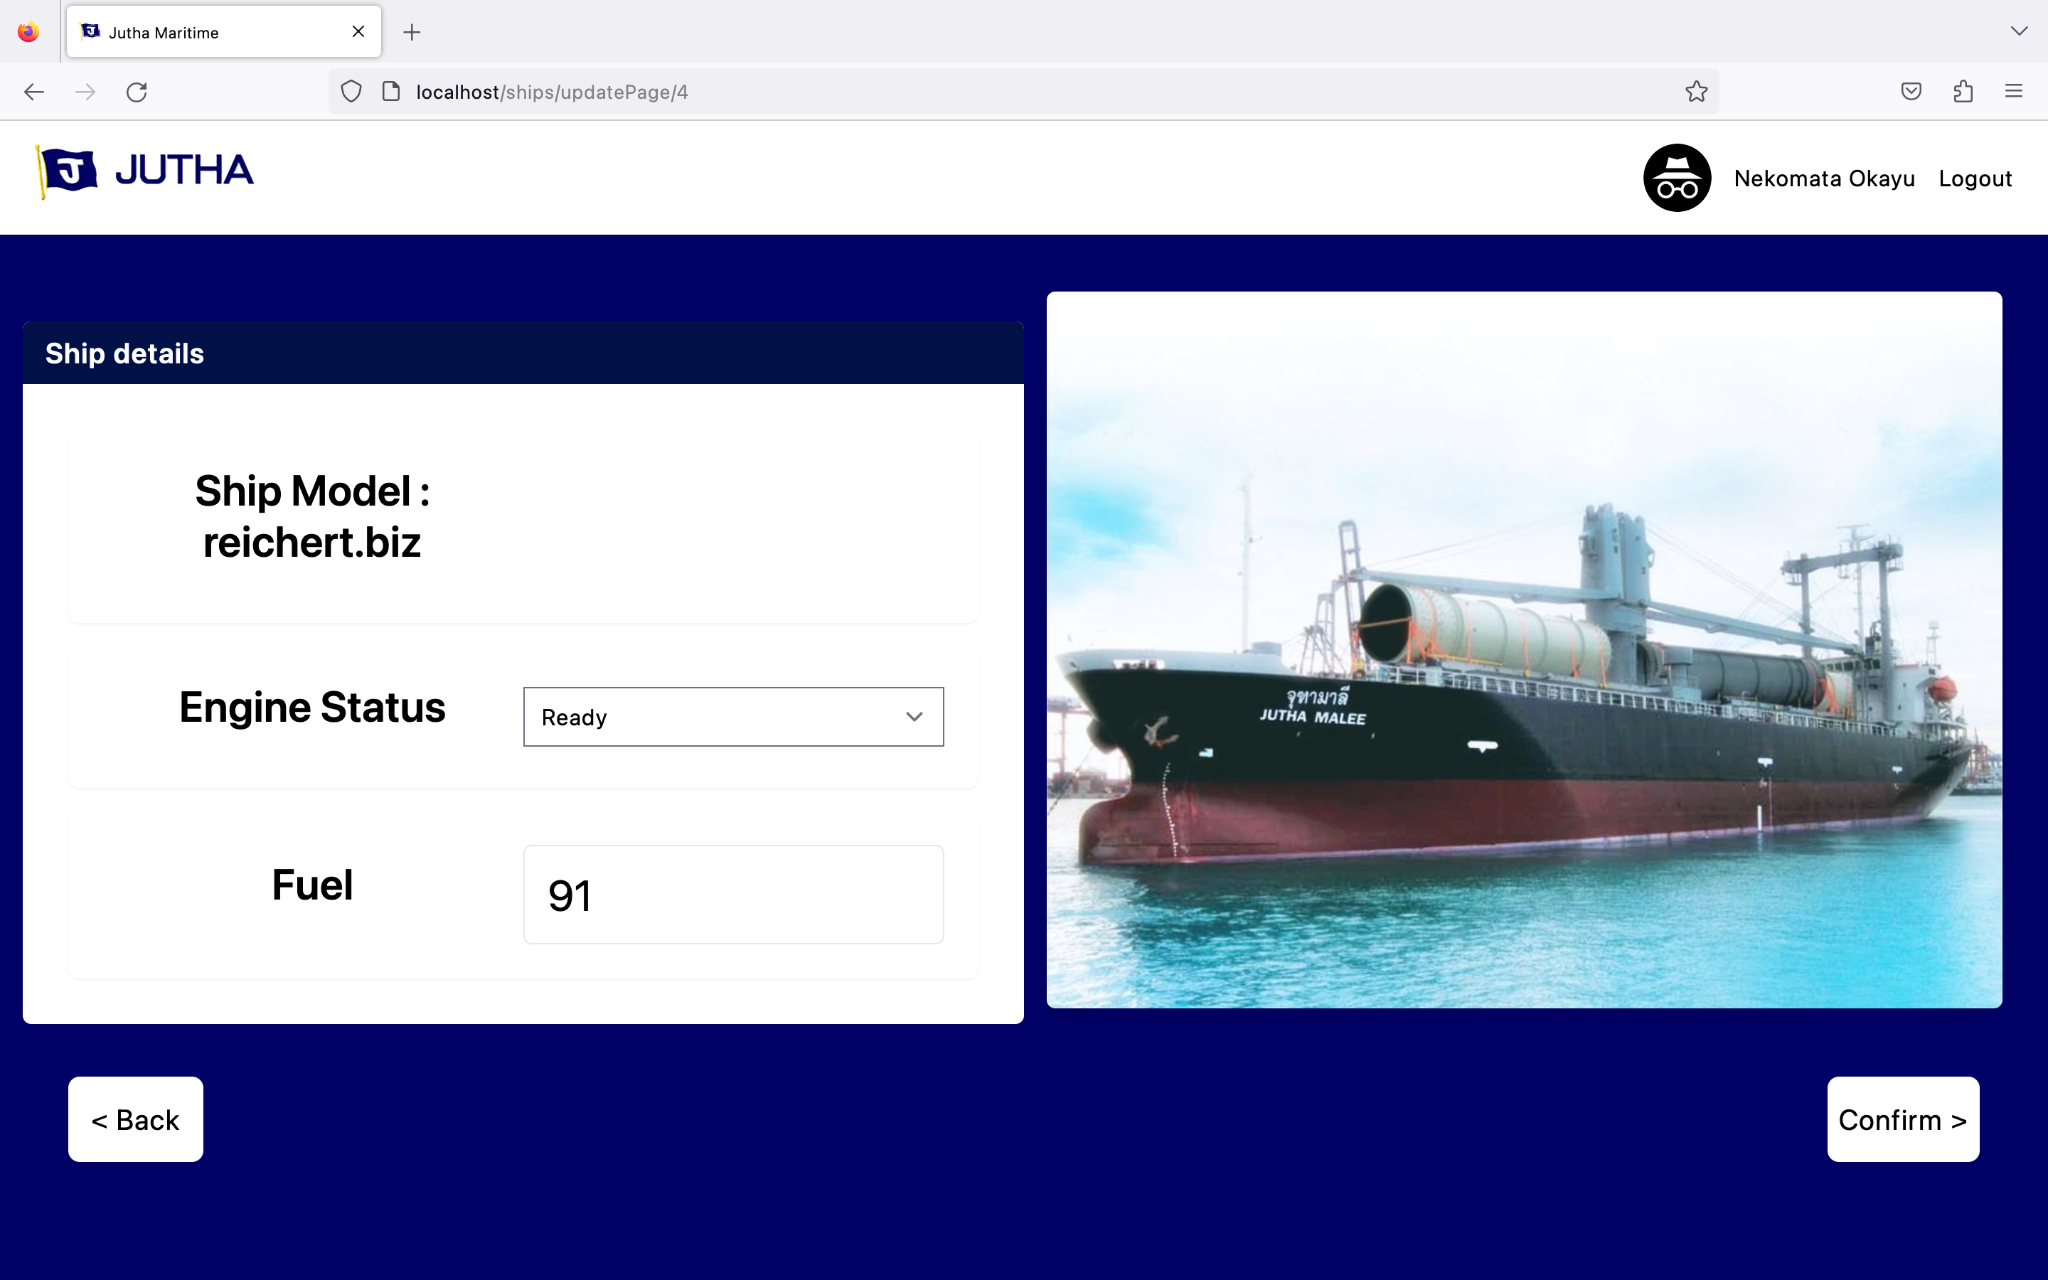 Jutha Maritime
localhost/ships/updatePage/4
J JUTHA
Nekomata Okayu
Logout
Ship details
Ship Model :
reichert.biz
Engine Status
Ready
Fuel
91
จุฑามาลี
JUTHA MALEE
< Back
Confirm >